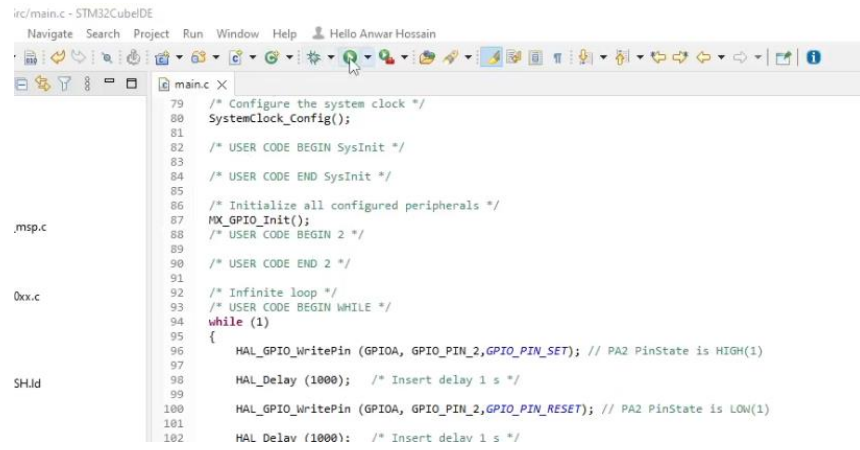 src/main.c - STM32CubeIDE
Navigate Search Project Run Window Help Hello Anwar Hossain
main.c
79 /* Configure the system clock */
80 SystemClock_Config();
81
82 /* USER CODE BEGIN SysInit */
83
84 /* USER CODE END SysInit */
85
86 /* Initialize all configured peripherals */
_msp.c
87 MX_GPIO_Init();
88 /* USER CODE BEGIN 2 */
89
90 /* USER CODE END 2 */
91
92 /* Infinite loop */
0xx.c
93 /* USER CODE BEGIN WHILE */
94 while (1)
95 {
96 HAL_GPIO_WritePin (GPIOA, GPIO_PIN_2,GPIO_PIN_SET); // PA2 PinState is HIGH(1)
97
98 HAL_Delay (1000); /* Insert delay 1 s */
SH.ld
99
100 HAL_GPIO_WritePin (GPIOA, GPIO_PIN_2,GPIO_PIN_RESET); // PA2 PinState is LOW(1)
101
102 HAL_Delay (1000); /* Insert delay 1 s */